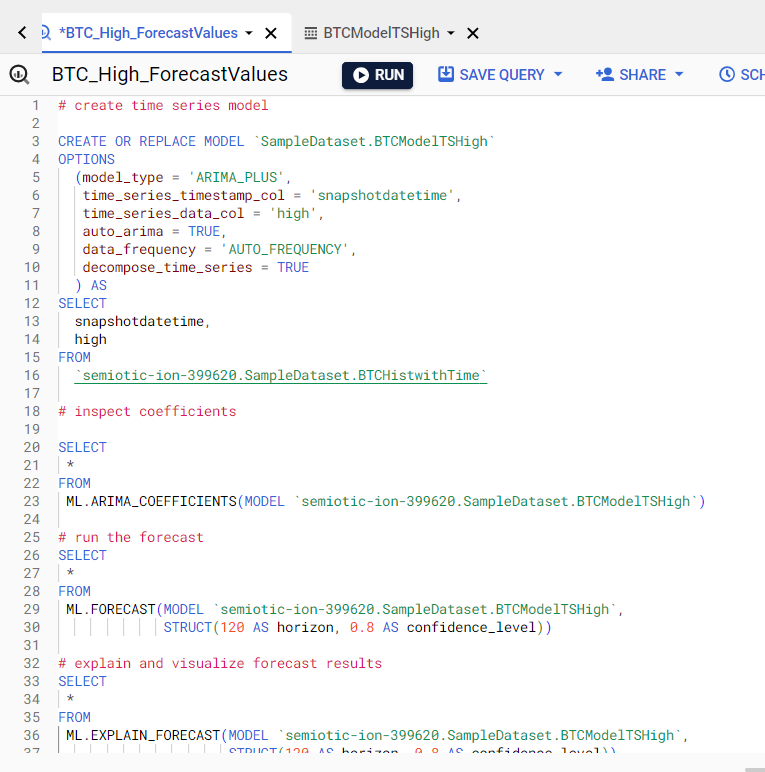 *BTC_High_ForecastValues
BTCModelTSHigh
BTC_High_ForecastValues
RUN
SAVE QUERY
SHARE
SCH
1 # create time series model
2
3 CREATE OR REPLACE MODEL `SampleDataset.BTCModelTSHigh`
4 OPTIONS
5 (model_type = 'ARIMA_PLUS',
6 time_series_timestamp_col = 'snapshotdatetime',
7 time_series_data_col = 'high',
8 auto_arima = TRUE,
9 data_frequency = 'AUTO_FREQUENCY',
10 decompose_time_series = TRUE
11 ) AS
12 SELECT
13 snapshotdatetime,
14 high
15 FROM
16 `semiotic-ion-399620.SampleDataset.BTCHistwithTime`
17
18 # inspect coefficients
19
20 SELECT
21 *
22 FROM
23 ML.ARIMA_COEFFICIENTS(MODEL `semiotic-ion-399620.SampleDataset.BTCModelTSHigh`)
24
25 # run the forecast
26 SELECT
27 *
28 FROM
29 ML.FORECAST(MODEL `semiotic-ion-399620.SampleDataset.BTCModelTSHigh`,
30 STRUCT(120 AS horizon, 0.8 AS confidence_level))
31
32 # explain and visualize forecast results
33 SELECT
34 *
35 FROM
36 ML.EXPLAIN_FORECAST(MODEL `semiotic-ion-399620.SampleDataset.BTCModelTSHigh`,
37 STRUCT(120 AS horizon, 0.8 AS confidence_level))